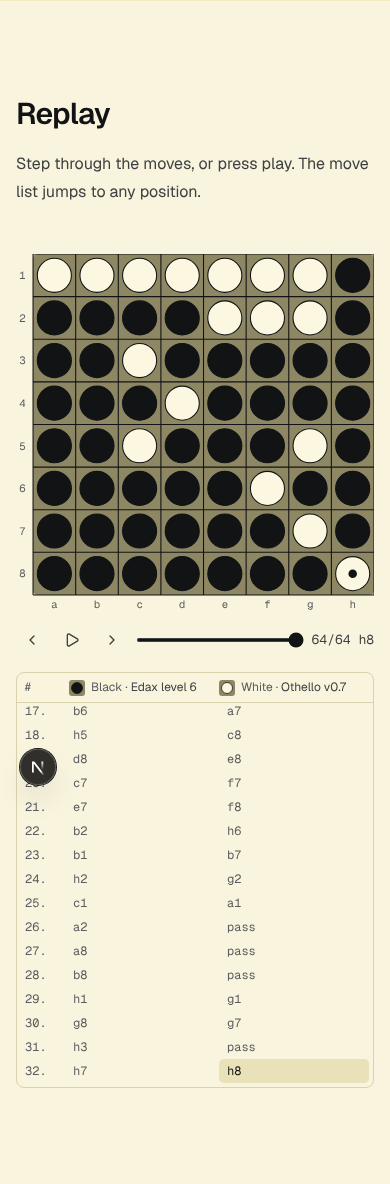 Replay
Step through the moves, or press play. The move
list jumps to any position.
1
2
3
4
5
6
7
8
a b c d e f g h
64/64 h8
# Black · Edax level 6 White · Othello v0.7
17. b6 a7
18. h5 c8
d8 e8
c7 f7
21. e7 f8
22. b2 h6
23. b1 b7
24. h2 g2
25. c1 a1
26. a2 pass
27. a8 pass
28. b8 pass
29. h1 g1
30. g8 g7
31. h3 pass
32. h7 h8
N